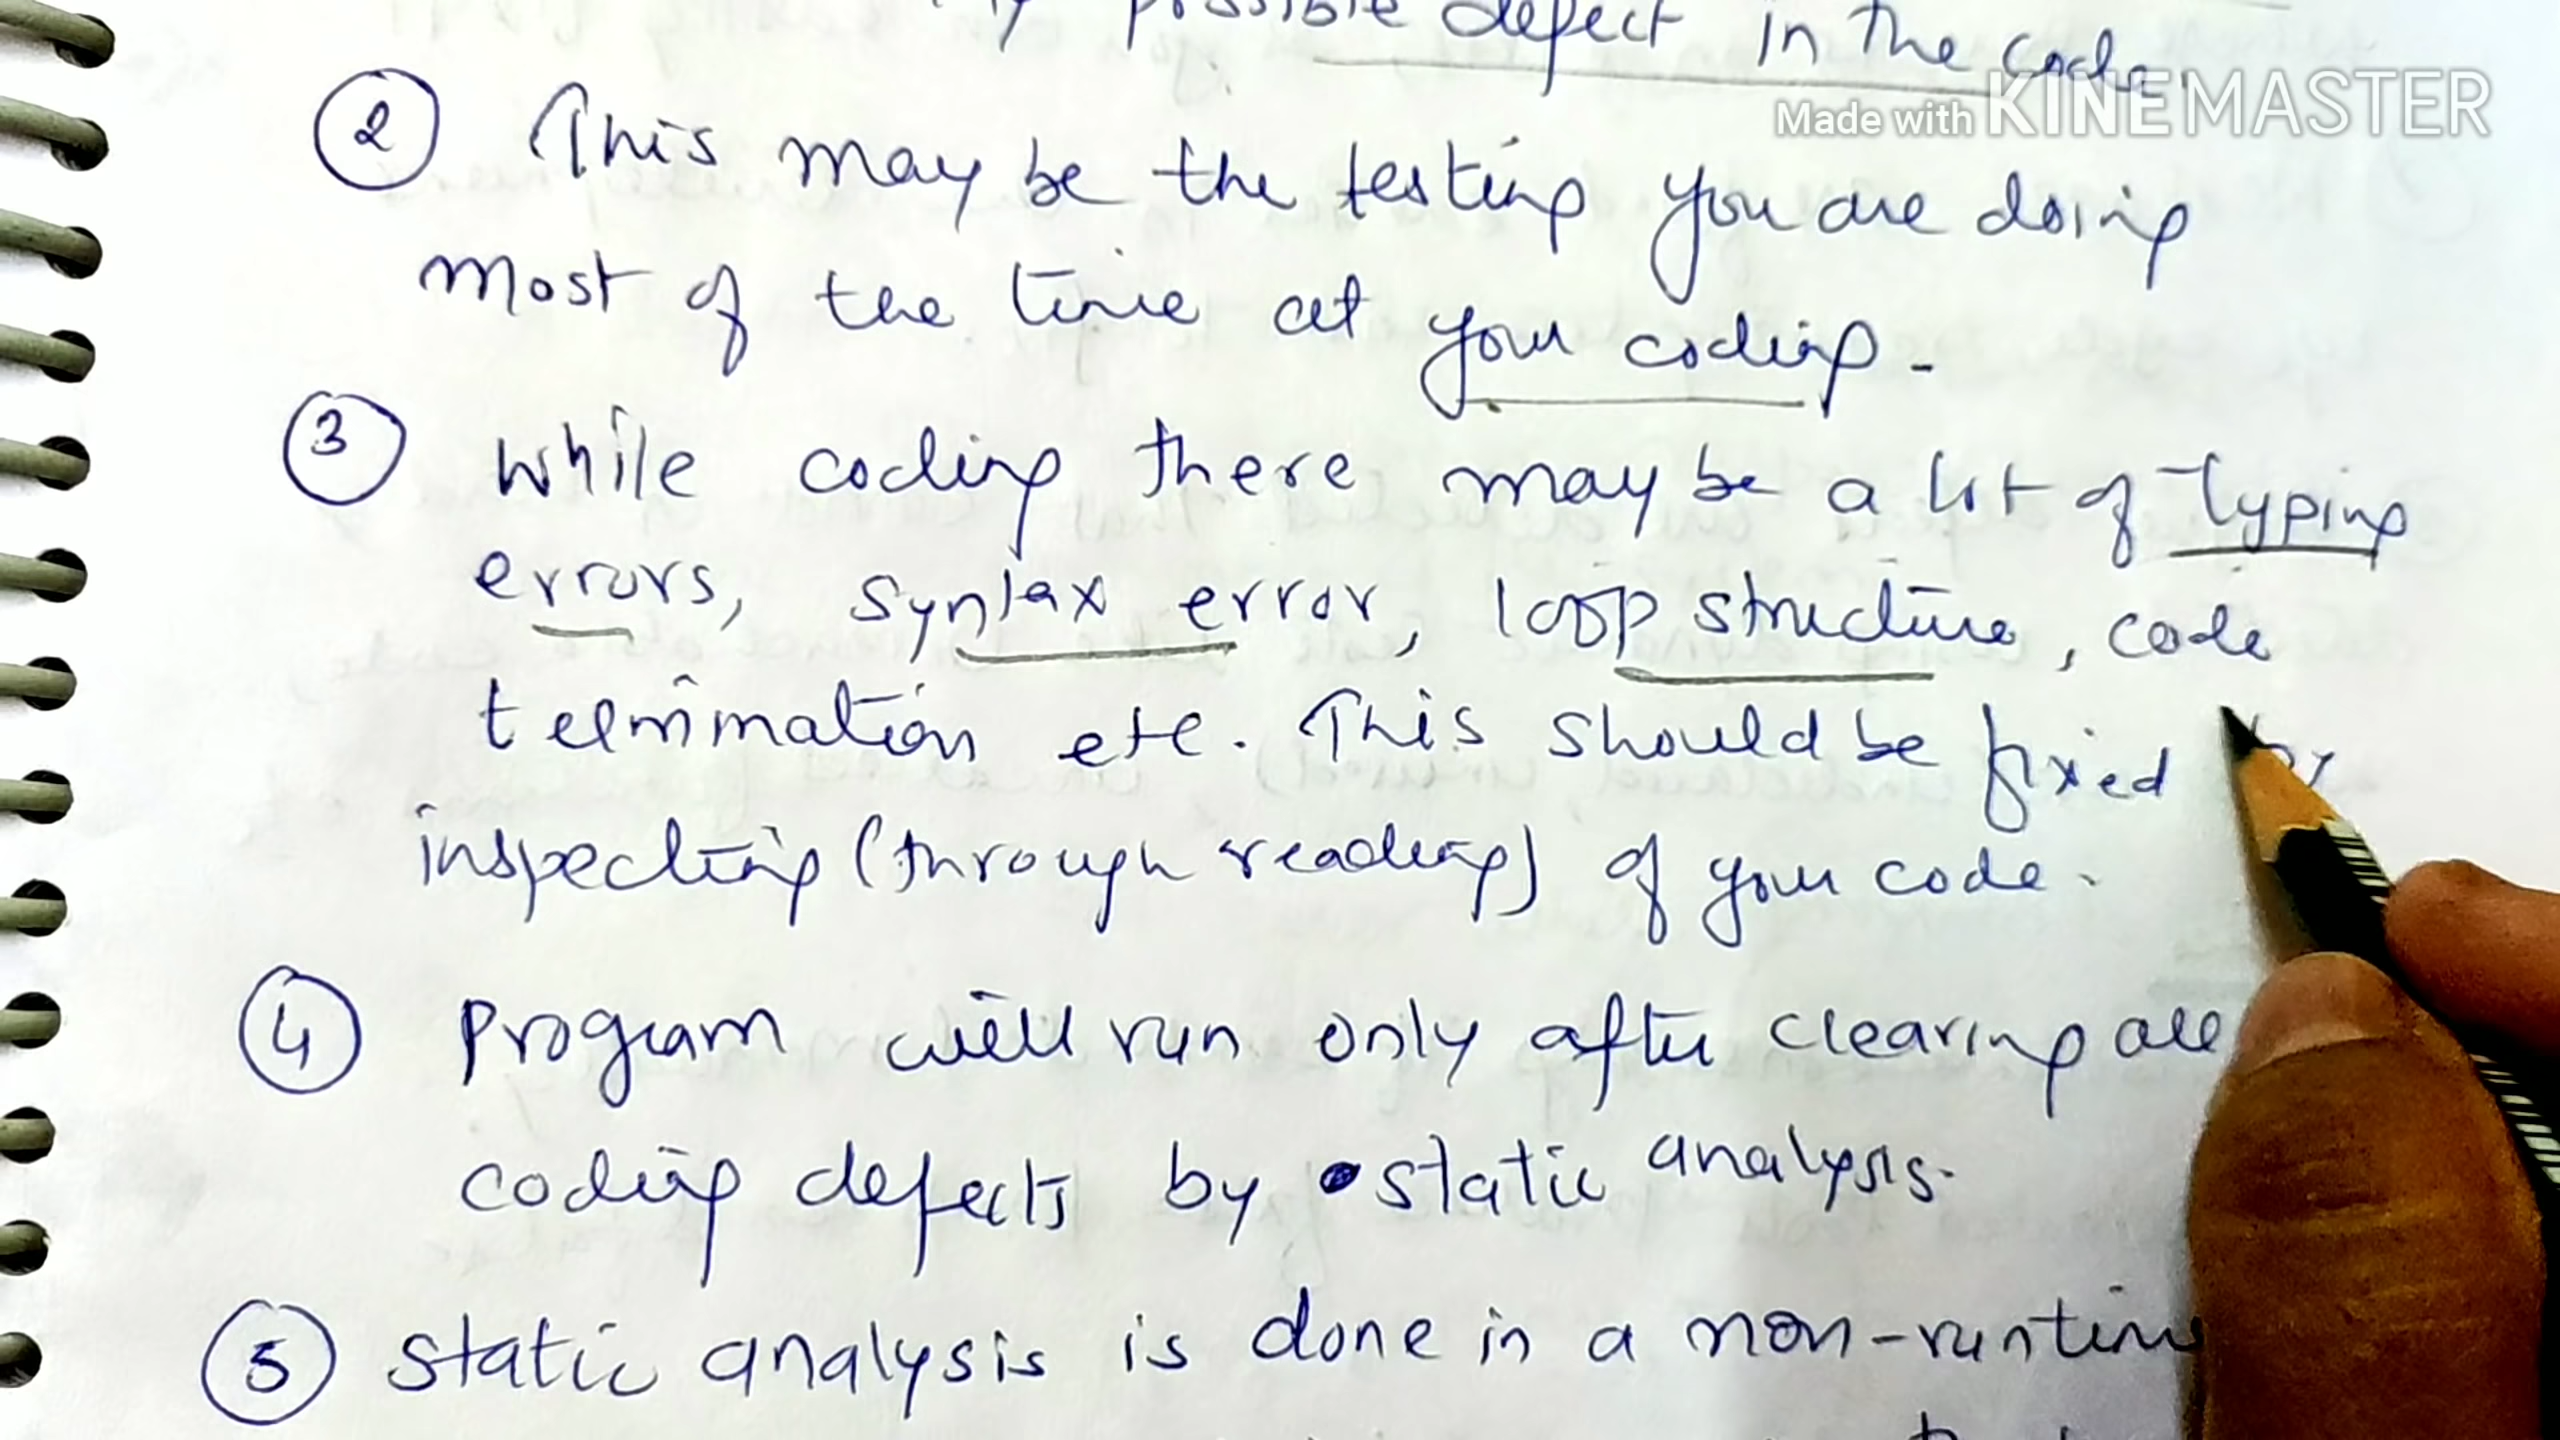 possible defect in the code.
Made with KINEMASTER
2 This may be the testing you are doing
most of the time at your coding.
3 While coding there may be a lot of typing
errors, syntax error, loop structure, code
termination etc. This should be fixed by
inspecting (through reading) of your code.
4 Program will run only after clearing all
coding defects by static analysis.
5 Static analysis is done in a non-runtime